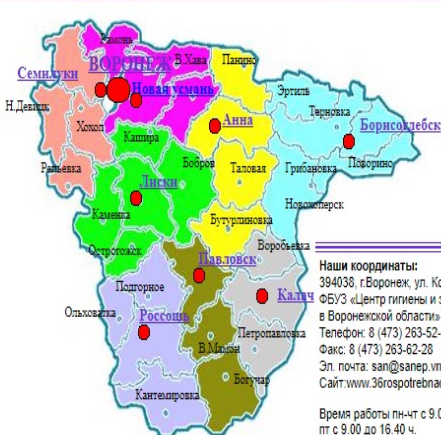 Рамонь
ВОРОНЕЖ
В.Хава
Панино
Семилуки
Новая усмань
Эртиль
Н.Девицк
Анна
Терновка
Борисоглебск
Хохол
Кашира
Поворино
Репьевка
Бобров
Таловая
Грибановка
Лиски
Новохоперск
Каменка
Бутурлиновка
Острогожск
Воробьевка
Павловск
Подгорное
Калач
Ольховатка
Россошь
Петропавловка
В.Мамон
Богучар
Кантемировка
Наши координаты:
394038, г.Воронеж, ул. Ко
ФБУЗ «Центр гигиены и э
в Воронежской области»
Телефон: 8 (473) 263-52-
Факс: 8 (473) 263-62-28
Эл. почта: san@sanep.vrn
Сайт:www.36rospotrebnad
Время работы пн-чт с 9.0
пт с 9.00 до 16.40 ч.